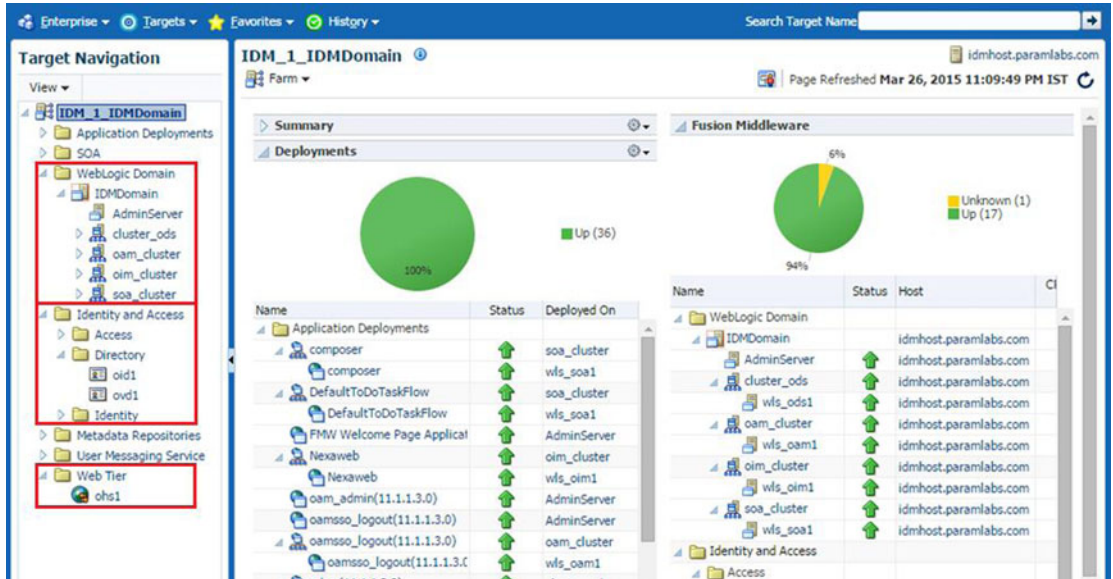 Enterprise Targets Favorites History Search Target Name
Target Navigation
View
IDM_1_IDMDomain
Application Deployments
SOA
WebLogic Domain
IDMDomain
AdminServer
cluster_ods
oam_cluster
oim_cluster
soa_cluster
Identity and Access
Access
Directory
oid1
ovd1
Identity
Metadata Repositories
User Messaging Service
Web Tier
ohs1
IDM_1_IDMDomain
idmhost.paramlabs.com
Farm
Page Refreshed Mar 26, 2015 11:09:49 PM IST
Summary
Deployments
100%
Up (36)
Name Status Deployed On
Application Deployments
composer soa_cluster
composer wls_soa1
DefaultToDoTaskFlow soa_cluster
DefaultToDoTaskFlow wls_soa1
FMW Welcome Page Applicat AdminServer
Nexaweb oim_cluster
Nexaweb wls_oim1
oam_admin(11.1.1.3.0) AdminServer
oamsso_logout(11.1.1.3.0) AdminServer
oamsso_logout(11.1.1.3.0) oam_cluster
oamsso_logout(11.1.1.3.0 wls_oam1
Fusion Middleware
6%
94%
Unknown (1)
Up (17)
Name Status Host
WebLogic Domain
IDMDomain idmhost.paramlabs.com
AdminServer idmhost.paramlabs.com
cluster_ods idmhost.paramlabs.com
wls_ods1 idmhost.paramlabs.com
oam_cluster idmhost.paramlabs.com
wls_oam1 idmhost.paramlabs.com
oim_cluster idmhost.paramlabs.com
wls_oim1 idmhost.paramlabs.com
soa_cluster idmhost.paramlabs.com
wls_soa1 idmhost.paramlabs.com
Identity and Access
Access